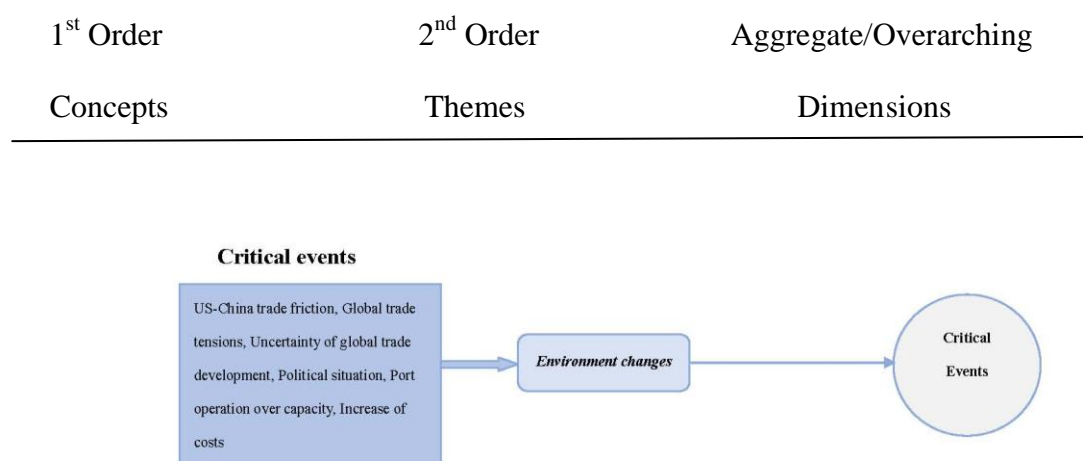 1st Order 2nd Order Aggregate/Overarching
Concepts Themes Dimensions
Critical events
US-China trade friction, Global trade
tensions, Uncertainty of global trade
development, Political situation, Port
operation over capacity, Increase of
costs
Environment changes
Critical
Events